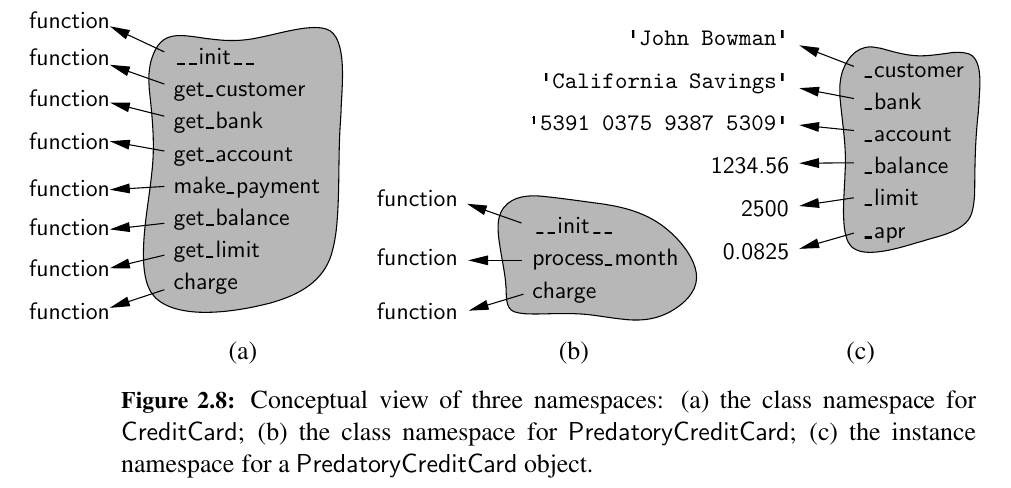 function
function
function
function
function
function
function
function
__init__
get_customer
get_bank
get_account
make_payment
get_balance
get_limit
charge
(a)
function
function
function
__init__
process_month
charge
(b)
'John Bowman'
'California Savings'
'5391 0375 9387 5309'
1234.56
2500
0.0825
_customer
_bank
_account
_balance
_limit
_apr
(c)
Figure 2.8: Conceptual view of three namespaces: (a) the class namespace for
CreditCard; (b) the class namespace for PredatoryCreditCard; (c) the instance
namespace for a PredatoryCreditCard object.